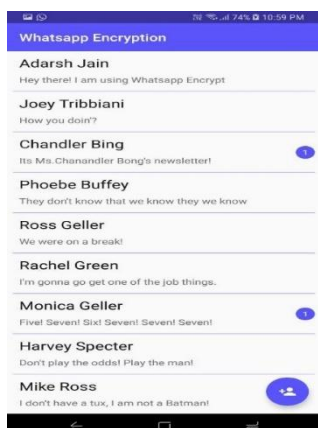 74% 10:59 PM
Whatsapp Encryption
Adarsh Jain
Hey there! I am using Whatsapp Encrypt
Joey Tribbiani
How you doin'?
Chandler Bing
Its Ms.Chanandler Bong's newsletter!
1
Phoebe Buffey
They don't know that we know they we know
Ross Geller
We were on a break!
Rachel Green
I'm gonna go get one of the job things.
Monica Geller
Five! Seven! Six! Seven! Seven! Seven!
1
Harvey Specter
Don't play the odds! Play the man!
Mike Ross
I don't have a tux, I am not a Batman!